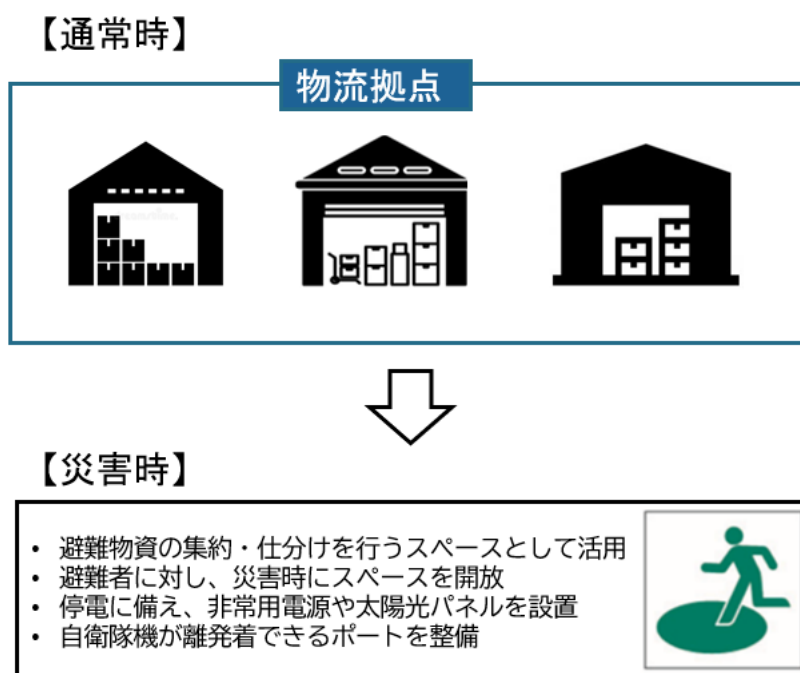 【通常時】
物流拠点
【災害時】
• 避難物資の集約・仕分けを行うスペースとして活用
• 避難者に対し、災害時にスペースを開放
• 停電に備え、非常用電源や太陽光パネルを設置
• 自衛隊機が離発着できるポートを整備